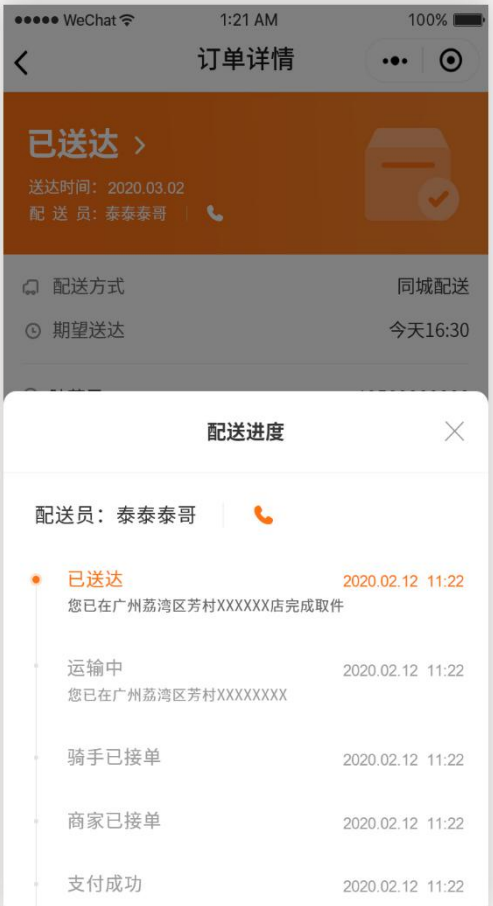 WeChat
1:21 AM
100%
订单详情
已送达
送达时间：2020.03.02
配 送 员：泰泰泰哥
配送方式
同城配送
期望送达
今天16:30
配送进度
配送员：泰泰泰哥
已送达
2020.02.12 11:22
您已在广州荔湾区芳村XXXXXX店完成取件
运输中
2020.02.12 11:22
您已在广州荔湾区芳村XXXXXXXX
骑手已接单
2020.02.12 11:22
商家已接单
2020.02.12 11:22
支付成功
2020.02.12 11:22